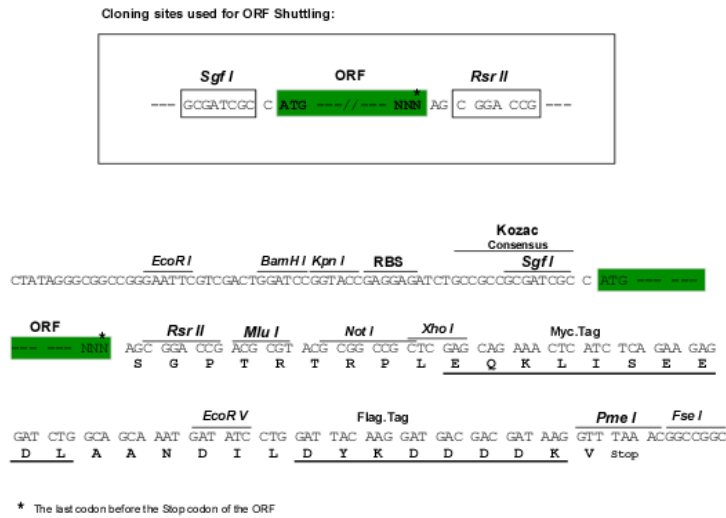 Cloning sites used for ORF Shuttling:
Sgf I ORF Rsr II
*
--- GCGATCGC C ATG ---//--- NNN AG C GGA CCG ---
Kozac
Consensus
EcoR I BamH I Kpn I RBS Sgf I
CTATAGGGCGGCCGGGAATTCGTCGACTGGATCCGGTACCGAGGAGATCTGCCGCCGCGATCGC C ATG --- ---
ORF * Rsr II Mlu I Not I Xho I Myc.Tag
--- --- NNN AGC GGA CCG ACG CGT ACG CGG CCG CTC GAG CAG AAA CTC ATC TCA GAA GAG
S G P T R T R P L E Q K L I S E E
EcoR V Flag.Tag Pme I Fse I
GAT CTG GCA GCA AAT GAT ATC CTG GAT TAC AAG GAT GAC GAC GAT AAG GTT TAA ACGGCCGGC
D L A A N D I L D Y K D D D D K V Stop
* The last codon before the Stop codon of the ORF